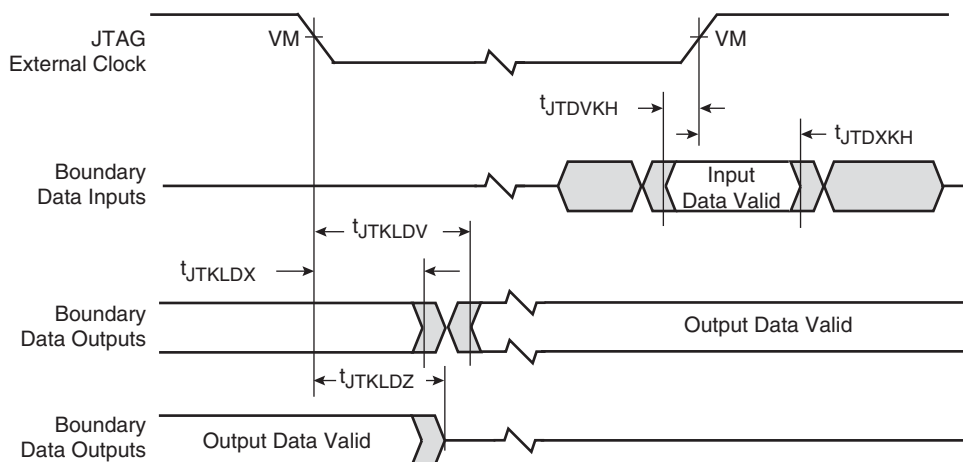 JTAG
External Clock
VM
VM
tJTDVKH
tJTDXKH
Boundary
Data Inputs
Input
Data Valid
tJTKLDV
tJTKLDX
Boundary
Data Outputs
Output Data Valid
tJTKLDZ
Boundary
Data Outputs
Output Data Valid